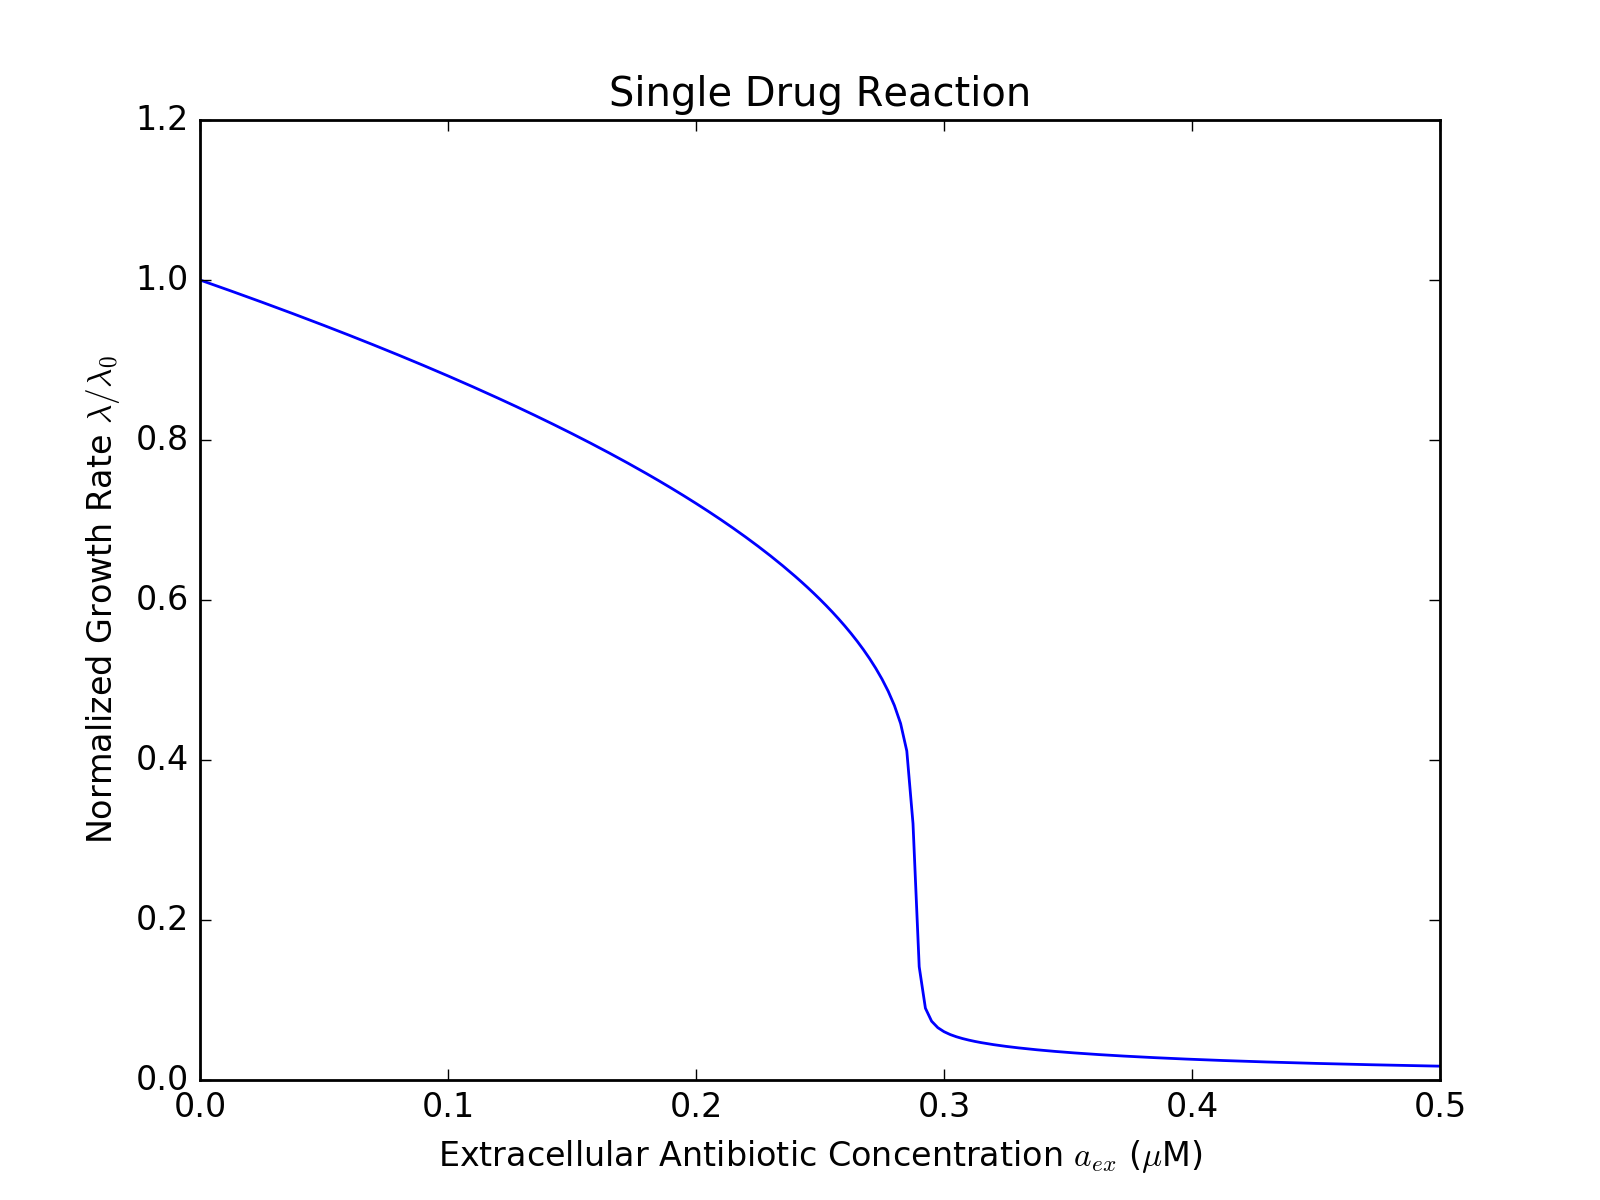 Single Drug Reaction
1.2
1.0
0.8
0.6
0.4
0.2
0.0
Normalized Growth Rate λ/λ₀
0.0 0.1 0.2 0.3 0.4 0.5
Extracellular Antibiotic Concentration aₑₓ (μM)